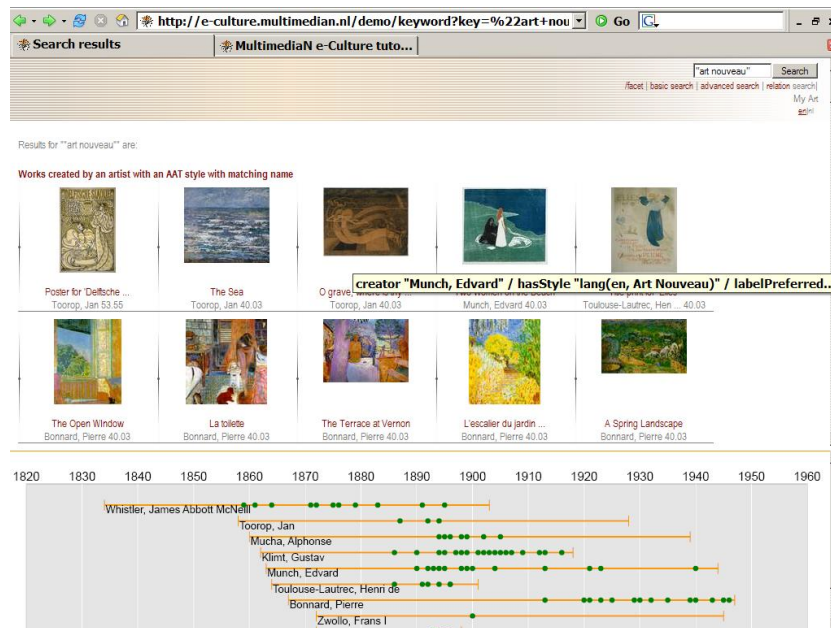 http://e-culture.multimedian.nl/demo/keyword?key=%22art+nou Go G
Search results MultimediaN e-Culture tuto...
"art nouveau" Search
/facet | basic search | advanced search | relation search|
My Art
en|nl
Results for ""art nouveau"" are:
Works created by an artist with an AAT style with matching name
Poster for 'Delftsche ... The Sea O grave, where is thy
Toorop, Jan 53.55 Toorop, Jan 40.03 Toorop, Jan 40.03 Munch, Edvard 40.03 Toulouse-Lautrec, Hen ... 40.03
creator "Munch, Edvard" / hasStyle "lang(en, Art Nouveau)" / labelPreferred..
The Open Window La toilette The Terrace at Vernon L'escalier du jardin ... A Spring Landscape
Bonnard, Pierre 40.03 Bonnard, Pierre 40.03 Bonnard, Pierre 40.03 Bonnard, Pierre 40.03 Bonnard, Pierre 40.03
1820 1830 1840 1850 1860 1870 1880 1890 1900 1910 1920 1930 1940 1950 1960
Whistler, James Abbott McNeill
Toorop, Jan
Mucha, Alphonse
Klimt, Gustav
Munch, Edvard
Toulouse-Lautrec, Henri de
Bonnard, Pierre
Zwollo, Frans I